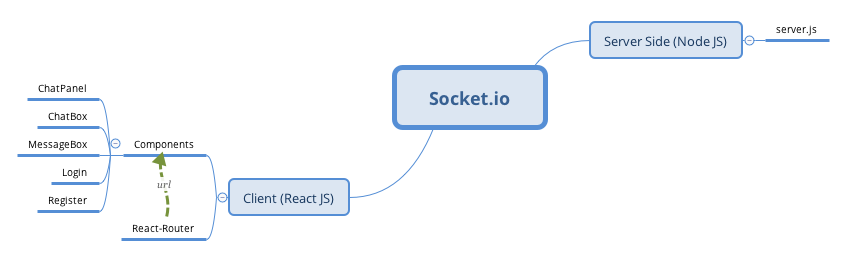 server.js
Server Side (Node JS)
Socket.io
ChatPanel
ChatBox
MessageBox
Components
Login
url
Register
Client (React JS)
React-Router